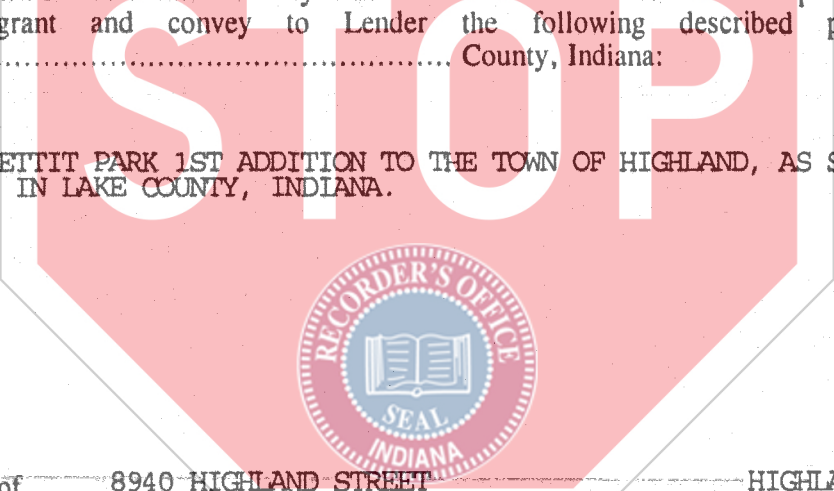 grant and convey to Lender the following described
County, Indiana:
STOP
ETTIT PARK 1ST ADDITION TO THE TOWN OF HIGHLAND, AS S
IN LAKE COUNTY, INDIANA.
RECORDER'S OFFICE
SEAL
INDIANA
of 8940 HIGHLAND STREET HIGHL